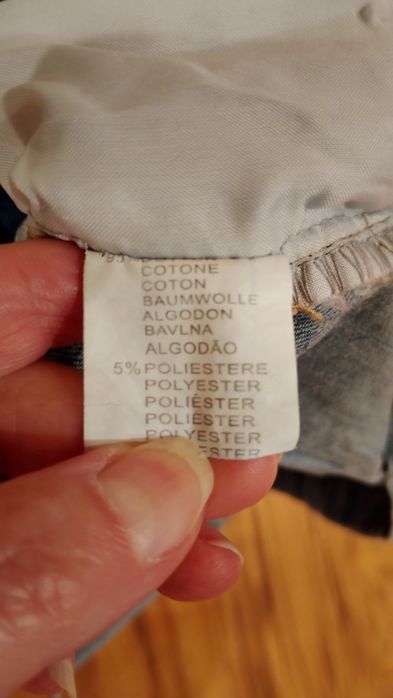 COTONE
COTON
BAUMWOLLE
ALGODON
BAVLNA
ALGODÃO
5% POLIESTERE
POLYESTER
POLIÉSTER
POLIÉSTER
POLYESTER